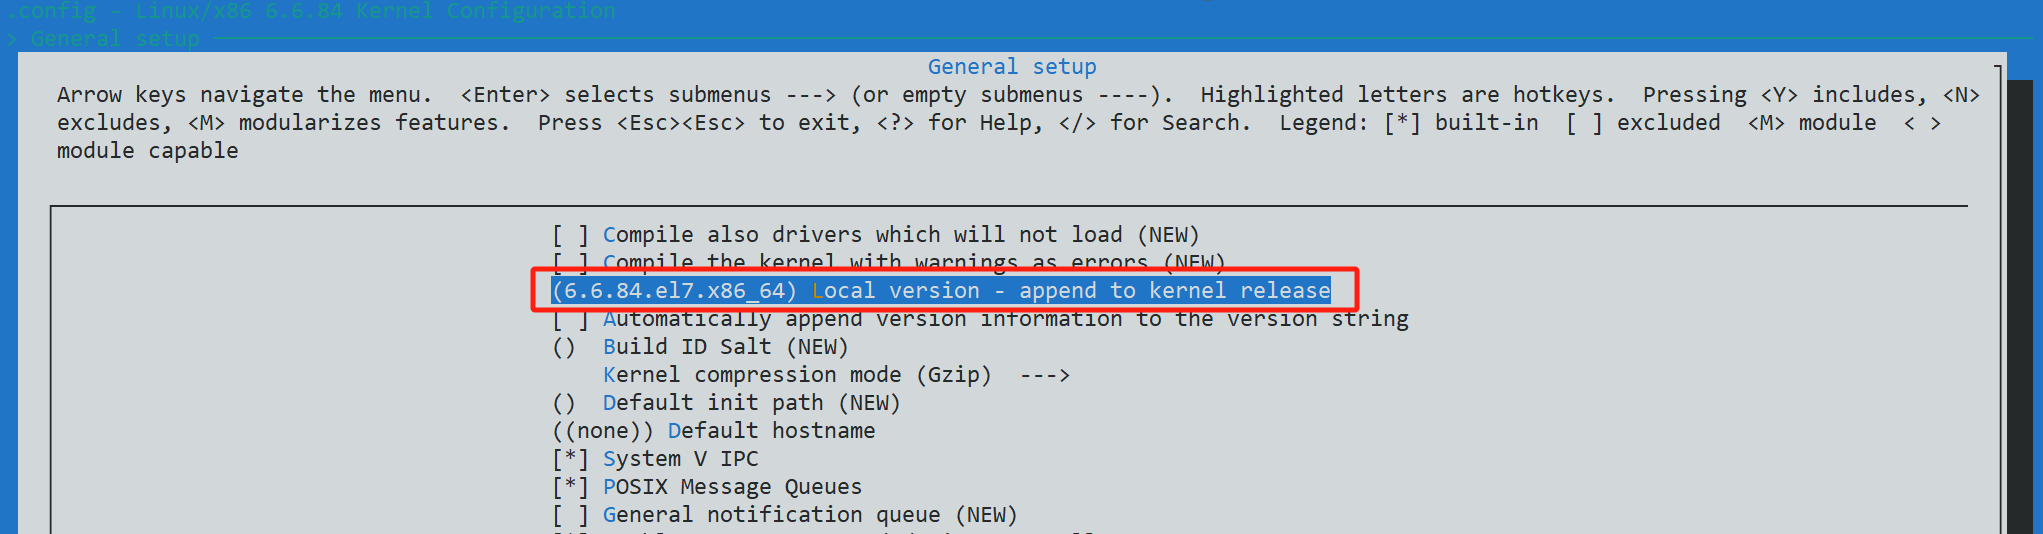 .config - Linux/x86 6.6.84 Kernel Configuration
> General setup
General setup
Arrow keys navigate the menu.  <Enter> selects submenus ---> (or empty submenus ----).  Highlighted letters are hotkeys.  Pressing <Y> includes, <N>
excludes, <M> modularizes features.  Press <Esc><Esc> to exit, <?> for Help, </> for Search.  Legend: [*] built-in  [ ] excluded  <M> module  < >
module capable
[ ] Compile also drivers which will not load (NEW)
[ ] Compile the kernel with warnings as errors (NEW)
(6.6.84.el7.x86_64) Local version - append to kernel release
[ ] Automatically append version information to the version string
()  Build ID Salt (NEW)
Kernel compression mode (Gzip)  --->
()  Default init path (NEW)
((none)) Default hostname
[*] System V IPC
[*] POSIX Message Queues
[ ] General notification queue (NEW)